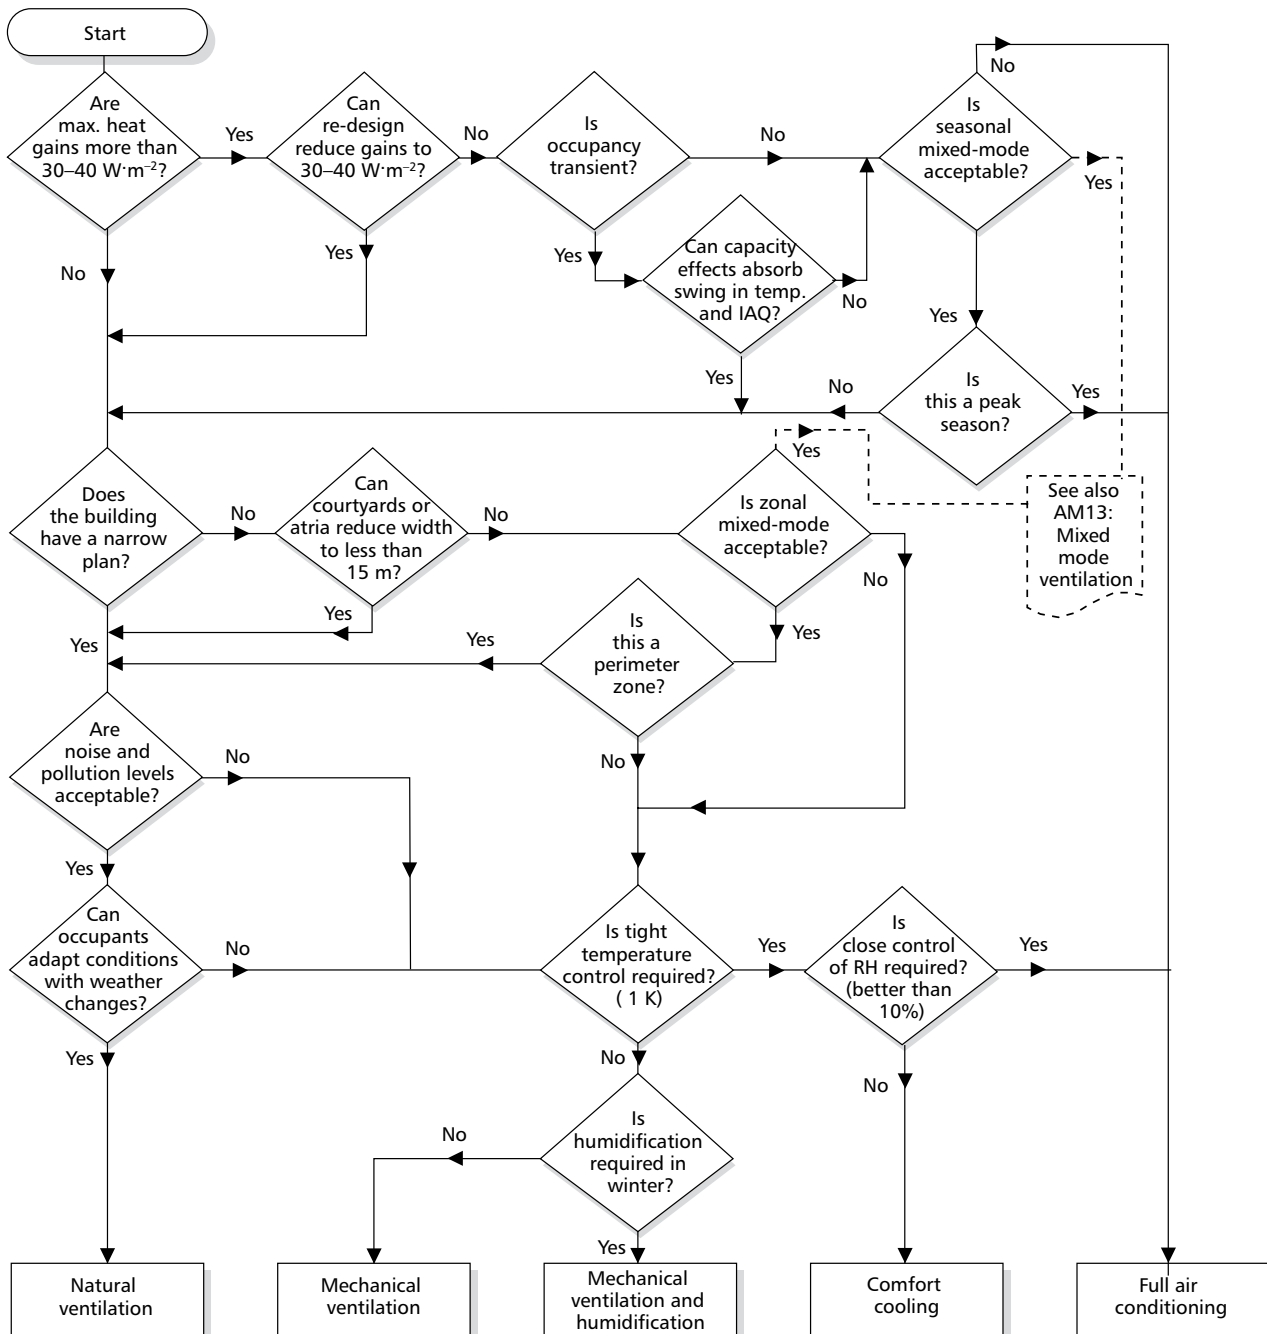 Start
Are
max. heat
gains more than
30–40 W·m⁻²?
Yes
Can
re-design
reduce gains to
30–40 W·m⁻²?
No
Is
occupancy
transient?
No
Is
seasonal
mixed-mode
acceptable?
No
Yes
No
Yes
Yes
Can capacity
effects absorb
swing in temp.
and IAQ?
No
Yes
Yes
No
Is
this a peak
season?
Yes
Does
the building
have a narrow
plan?
No
Can
courtyards or
atria reduce width
to less than
15 m?
No
Is zonal
mixed-mode
acceptable?
Yes
No
See also
AM13:
Mixed
mode
ventilation
Yes
Yes
Yes
Is
this a
perimeter
zone?
Yes
No
Are
noise and
pollution levels
acceptable?
No
Yes
Can
occupants
adapt conditions
with weather
changes?
No
Is tight
temperature
control required?
( 1 K)
Yes
Is
close control
of RH required?
(better than
10%)
Yes
Yes
No
No
Is
humidification
required in
winter?
No
Yes
Natural
ventilation
Mechanical
ventilation
Mechanical
ventilation and
humidification
Comfort
cooling
Full air
conditioning